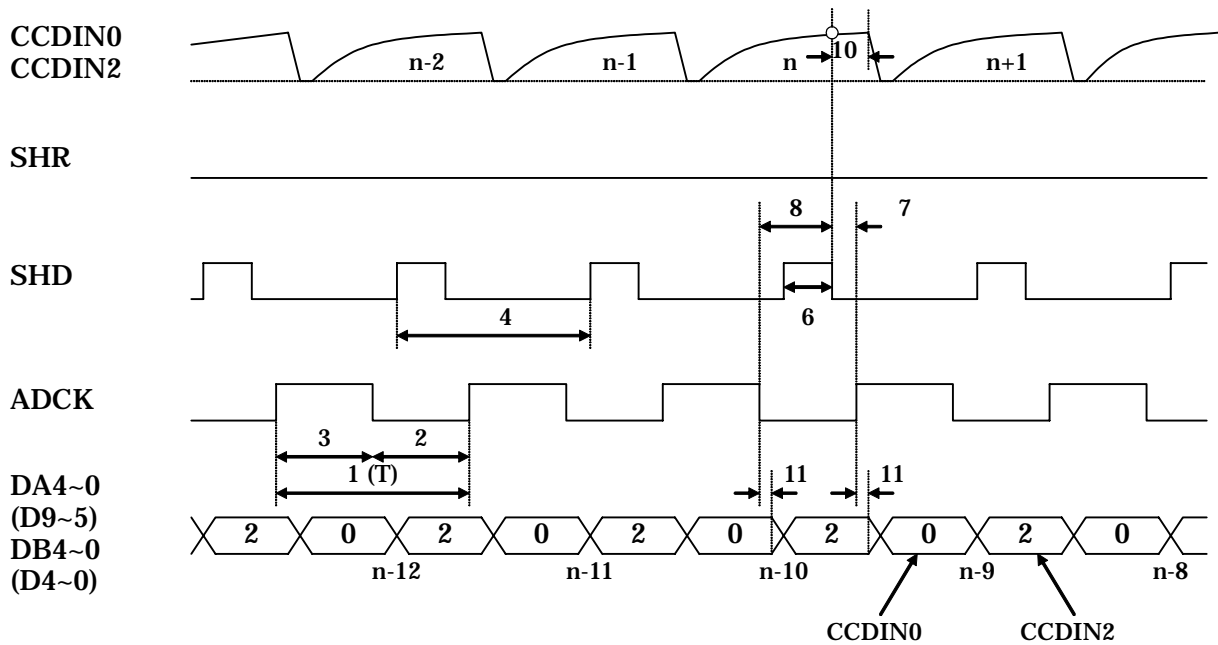 CCDIN0
CCDIN2
n-2
n-1
n
10
n+1
SHR
8
7
SHD
4
6
ADCK
3
2
1 (T)
11
11
DA4~0
(D9~5)
DB4~0
(D4~0)
2
0
2
0
2
0
2
0
2
0
n-12
n-11
n-10
n-9
n-8
CCDIN0
CCDIN2